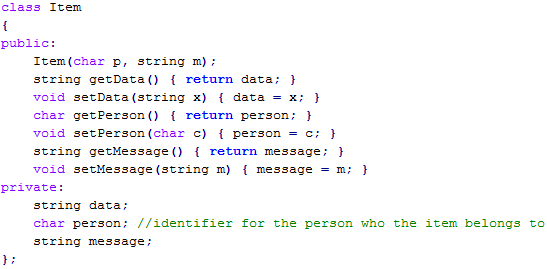 class Item
{
public:
    Item(char p, string m);
    string getData() { return data; }
    void setData(string x) { data = x; }
    char getPerson() { return person; }
    void setPerson(char c) { person = c; }
    string getMessage() { return message; }
    void setMessage(string m) { message = m; }
private:
    string data;
    char person; //identifier for the person who the item belongs to
    string message;
};